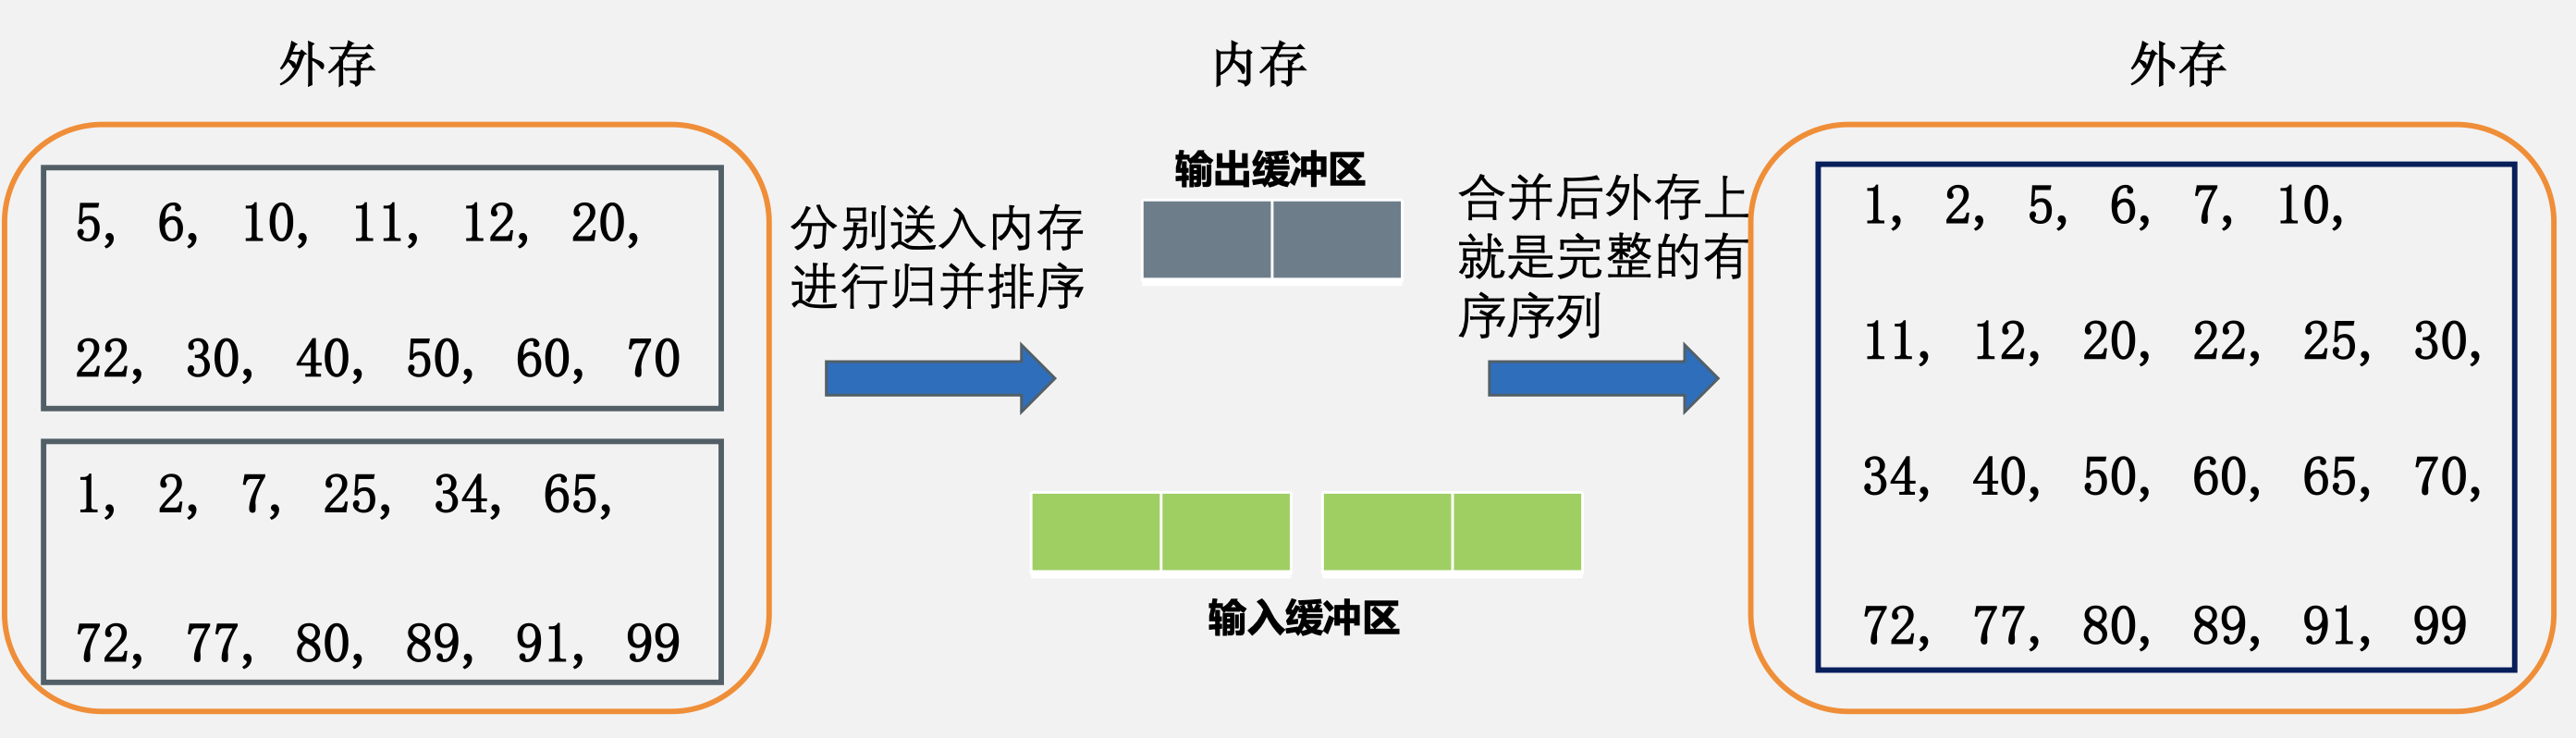 外存
5, 6, 10, 11, 12, 20,
22, 30, 40, 50, 60, 70
1, 2, 7, 25, 34, 65,
72, 77, 80, 89, 91, 99
分别送入内存
进行归并排序
内存
输出缓冲区
输入缓冲区
合并后外存上
就是完整的有
序序列
外存
1, 2, 5, 6, 7, 10,
11, 12, 20, 22, 25, 30,
34, 40, 50, 60, 65, 70,
72, 77, 80, 89, 91, 99